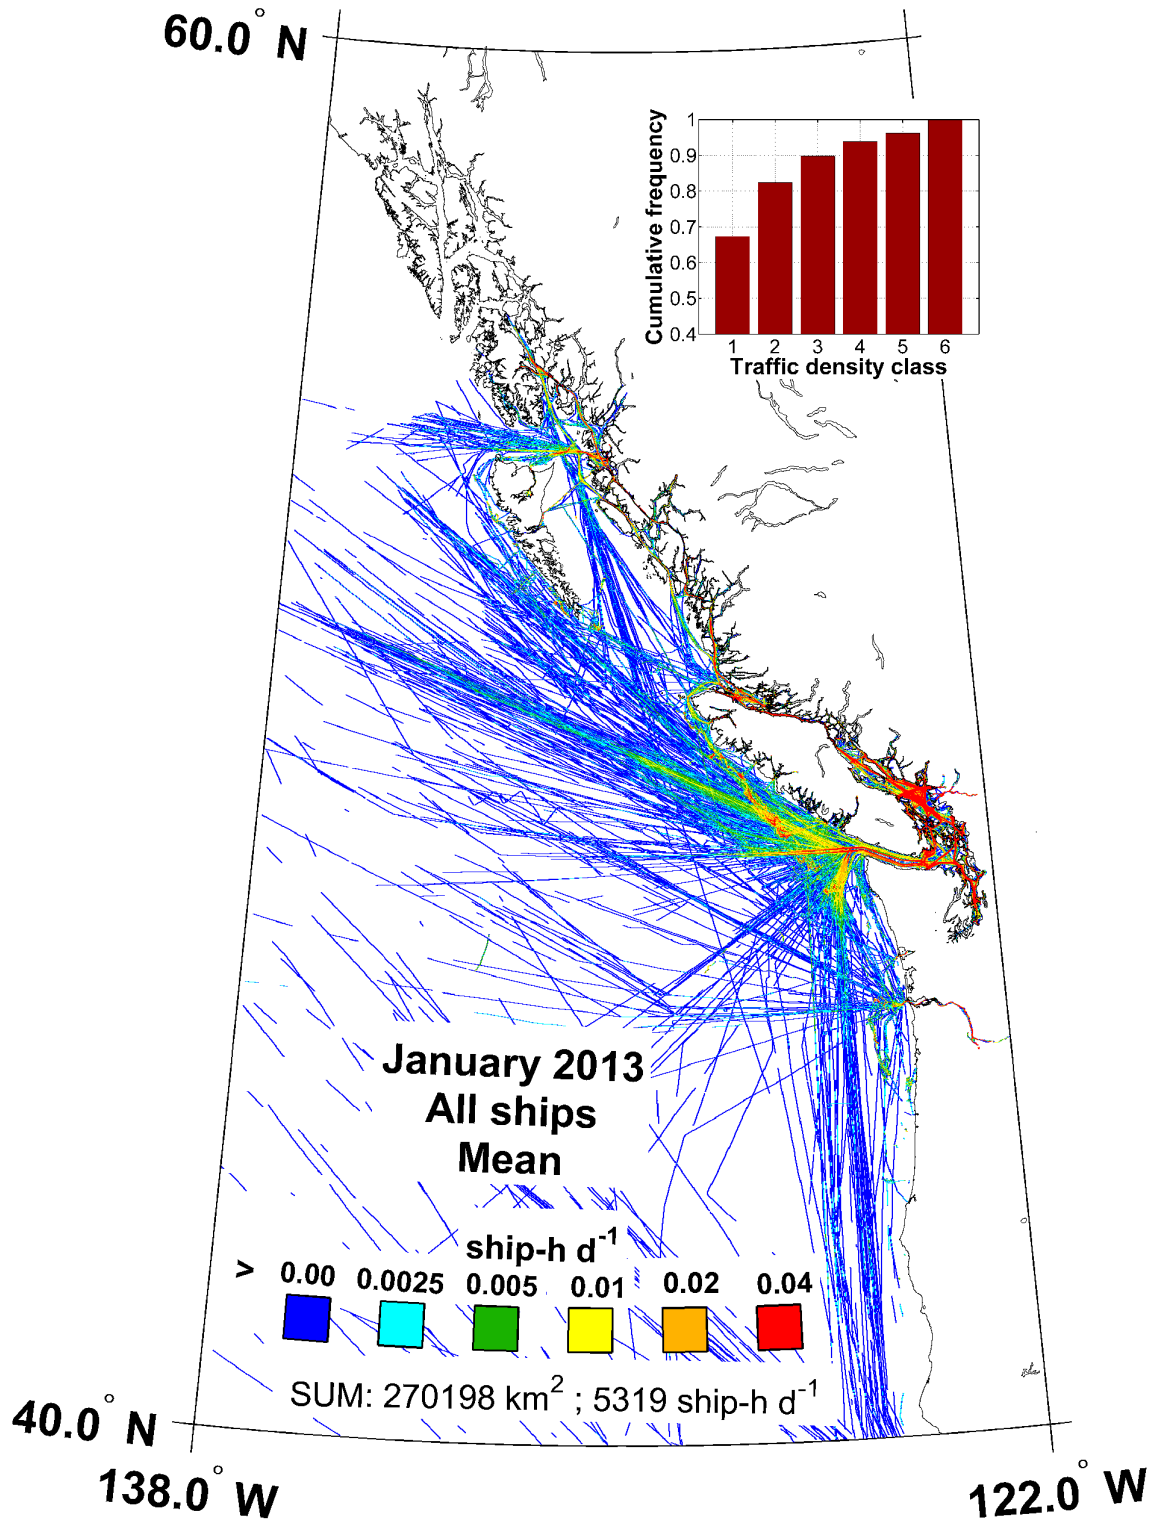 60.0° N
Cumulative frequency
1
0.9
0.8
0.7
0.6
0.5
0.4
1 2 3 4 5 6
Traffic density class
January 2013
All ships
Mean
ship-h d⁻¹
> 0.00 0.0025 0.005 0.01 0.02 0.04
SUM: 270198 km² ; 5319 ship-h d⁻¹
40.0° N
138.0° W
122.0° W